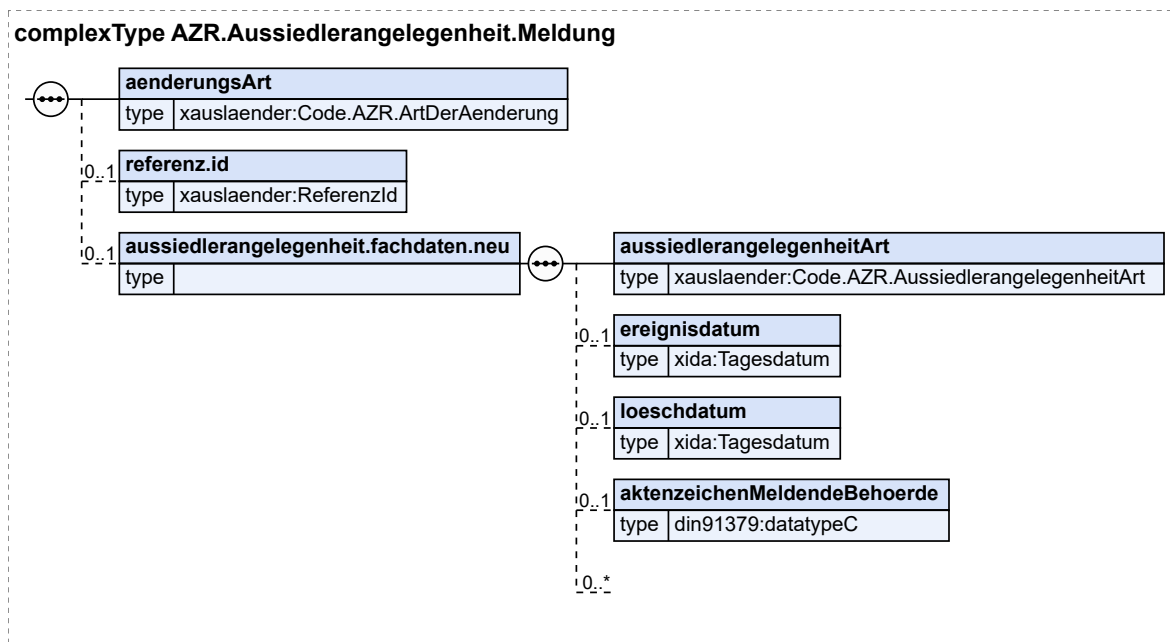 complexType AZR.Aussiedlerangelegenheit.Meldung
aenderungsArt
type xauslaender:Code.AZR.ArtDerAenderung
0..1 referenz.id
type xauslaender:ReferenzId
0..1 aussiedlerangelegenheit.fachdaten.neu
type
aussiedlerangelegenheitArt
type xauslaender:Code.AZR.AussiedlerangelegenheitArt
0..1 ereignisdatum
type xida:Tagesdatum
0..1 loeschdatum
type xida:Tagesdatum
0..1 aktenzeichenMeldendeBehoerde
type din91379:datatypeC
0..*